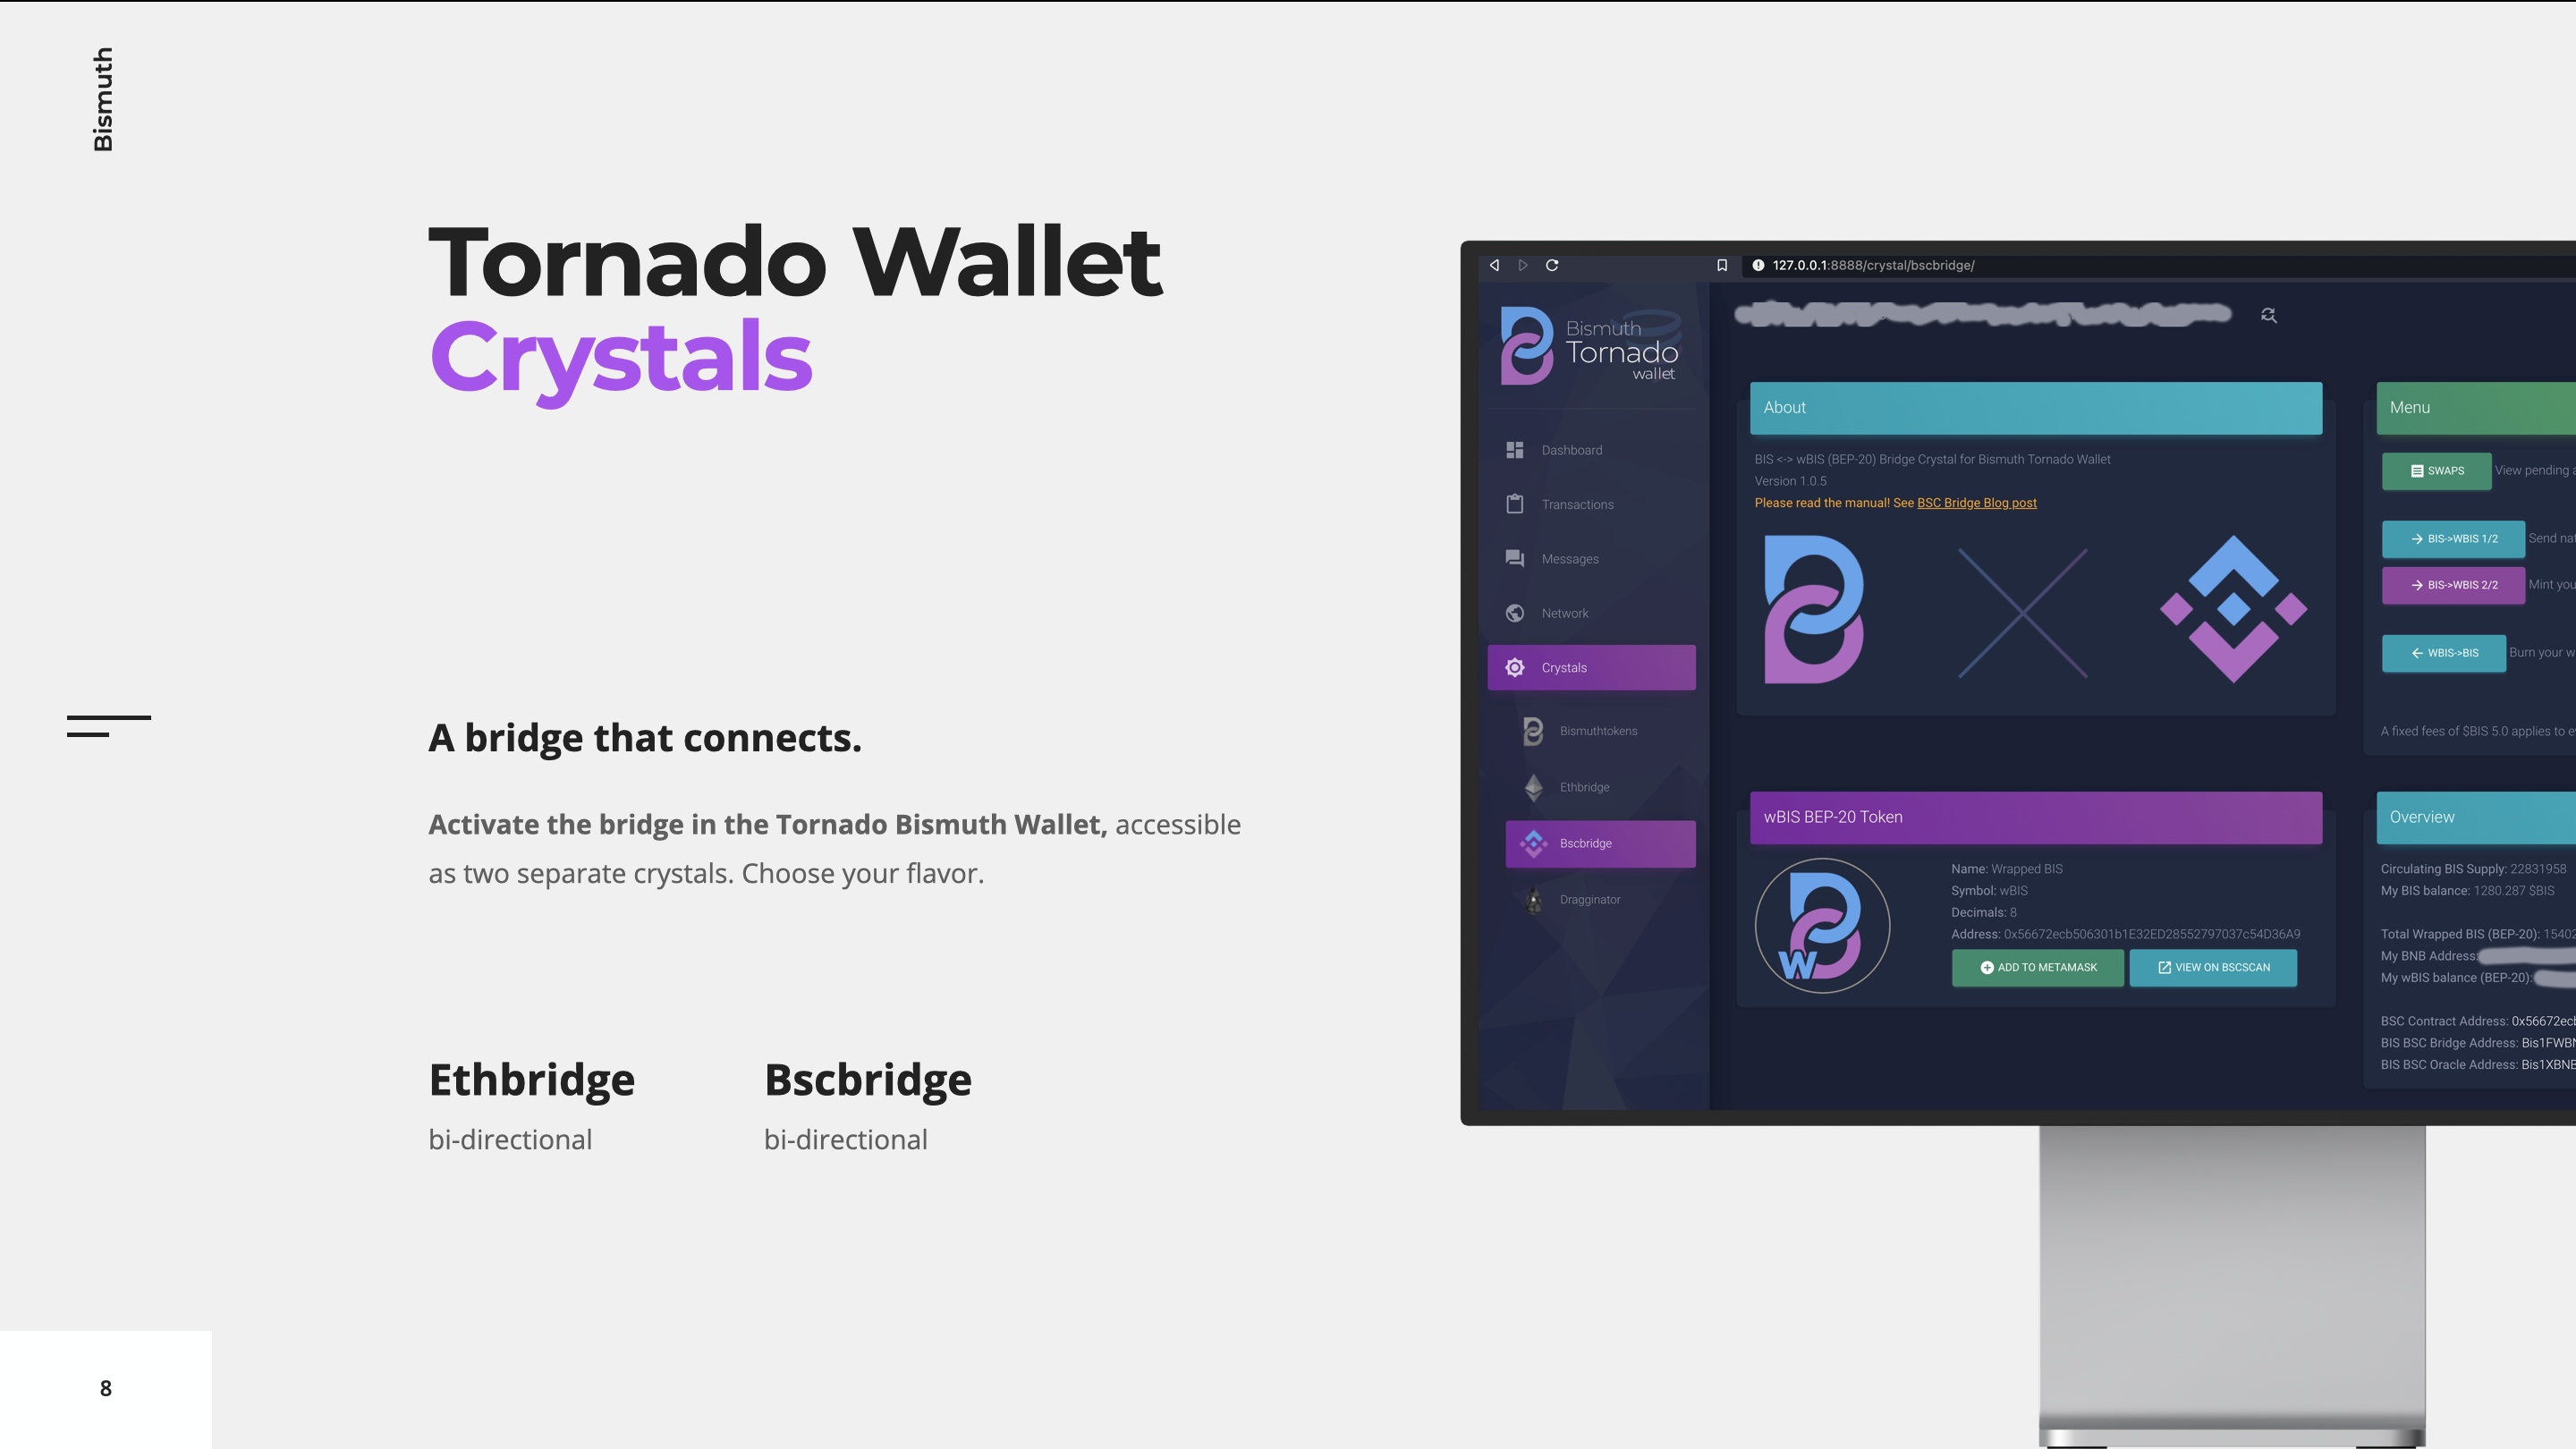 Bismuth
Tornado Wallet
Crystals
A bridge that connects.
Activate the bridge in the Tornado Bismuth Wallet, accessible
as two separate crystals. Choose your flavor.
Ethbridge
bi-directional
Bscbridge
bi-directional
8
127.0.0.1:8888/crystal/bscbridge/
Bismuth
Tornado
wallet
Dashboard
Transactions
Messages
Network
Crystals
Bismuthtokens
Ethbridge
Bscbridge
Dragginator
About
BIS <-> wBIS (BEP-20) Bridge Crystal for Bismuth Tornado Wallet
Version 1.0.5
Please read the manual! See BSC Bridge Blog post
wBIS BEP-20 Token
W
Name: Wrapped BIS
Symbol: wBIS
Decimals: 8
Address: 0x56672ecb506301b1E32ED28552797037c54D36A9
ADD TO METAMASK
VIEW ON BSCSCAN
Menu
SWAPS View pending
BIS->WBIS 1/2 Send
BIS->WBIS 2/2 Mint
WBIS->BIS Burn your
A fixed fees of $BIS 5.0 applies to
Overview
Circulating BIS Supply: 22831958
My BIS balance: 1280.287 $BIS
Total Wrapped BIS (BEP-20): 15402
My BNB Address:
My wBIS balance (BEP-20):
BSC Contract Address: 0x56672ec
BIS BSC Bridge Address: Bis1FWB
BIS BSC Oracle Address: Bis1XBN